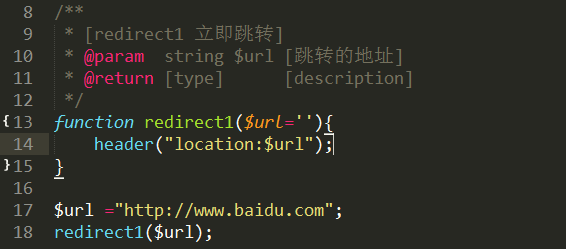 8 /**
9  * [redirect1 立即跳转]
10  * @param  string $url [跳转的地址]
11  * @return [type]      [description]
12  */
13 function redirect1($url=''){
14     header("location:$url");
15 }
16
17 $url ="http://www.baidu.com";
18 redirect1($url);